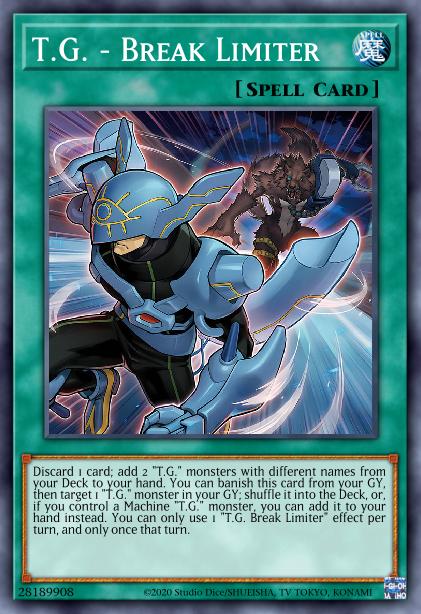 T.G. - Break Limiter
SPELL
魔
[ Spell Card ]
Discard 1 card; add 2 "T.G." monsters with different names from
your Deck to your hand. You can banish this card from your GY,
then target 1 "T.G." monster in your GY; shuffle it into the Deck, or,
if you control a Machine "T.G." monster, you can add it to your
hand instead. You can only use 1 "T.G. Break Limiter" effect per
turn, and only once that turn.
28189908
©2020 Studio Dice/SHUEISHA, TV TOKYO, KONAMI